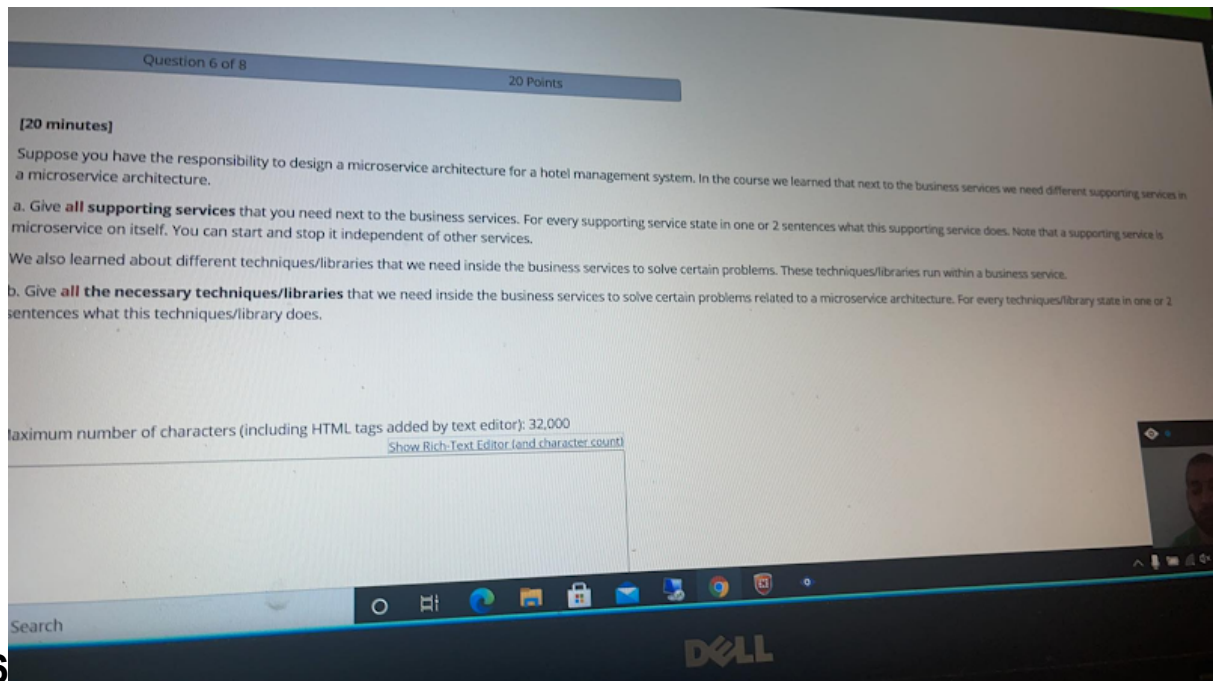 Question 6 of 8
20 Points
[20 minutes]
Suppose you have the responsibility to design a microservice architecture for a hotel management system. In the course we learned that next to the business services we need different supporting services in
a microservice architecture.
a. Give all supporting services that you need next to the business services. For every supporting service state in one or 2 sentences what this supporting service does. Note that a supporting service is
microservice on itself. You can start and stop it independent of other services.
We also learned about different techniques/libraries that we need inside the business services to solve certain problems. These techniques/libraries run within a business service.
b. Give all the necessary techniques/libraries that we need inside the business services to solve certain problems related to a microservice architecture. For every techniques/library state in one or 2
sentences what this techniques/library does.
aximum number of characters (including HTML tags added by text editor): 32,000
Show Rich-Text Editor (and character count)
Search
DELL